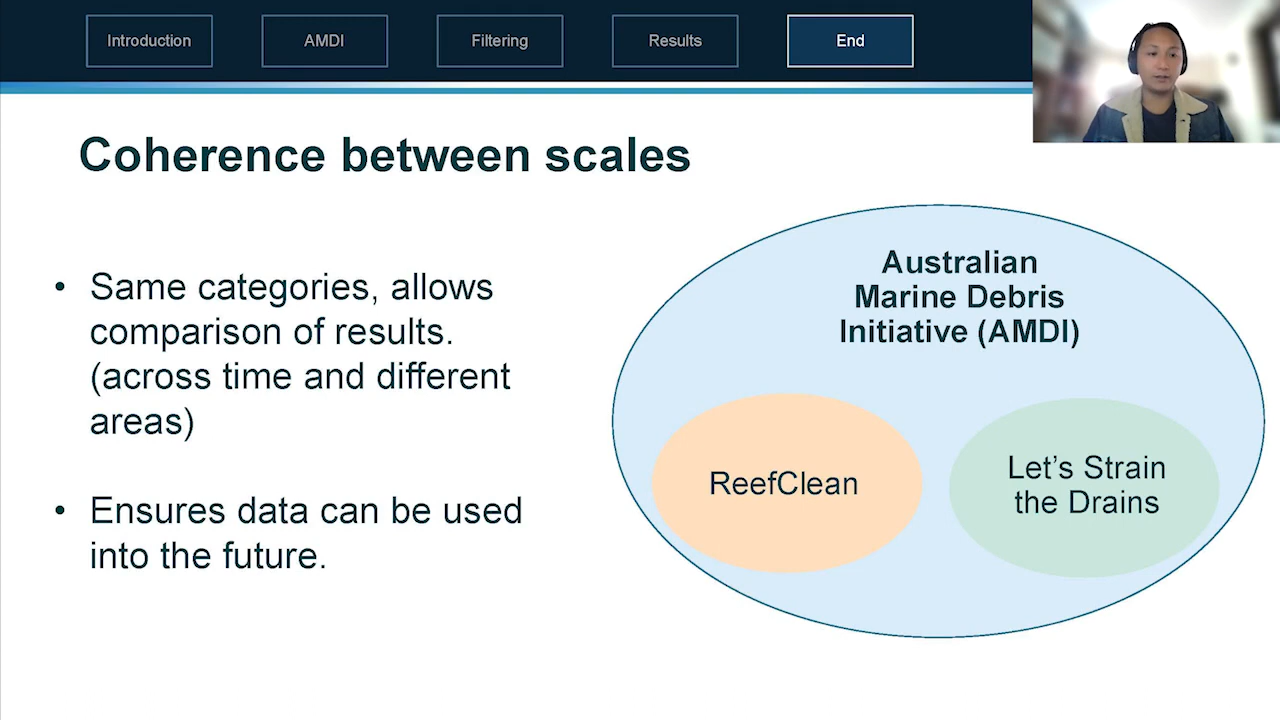 Introduction
AMDI
Filtering
Results
End
Coherence between scales
• Same categories, allows
comparison of results.
(across time and different
areas)
• Ensures data can be used
into the future.
Australian
Marine Debris
Initiative (AMDI)
ReefClean
Let’s Strain
the Drains